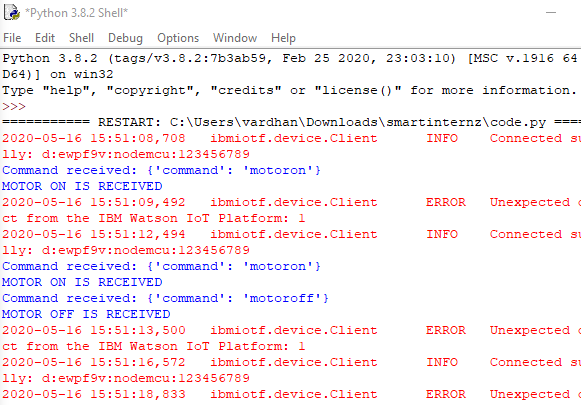 *Python 3.8.2 Shell*
File Edit Shell Debug Options Window Help
Python 3.8.2 (tags/v3.8.2:7b3ab59, Feb 25 2020, 23:03:10) [MSC v.1916 64
D64)] on win32
Type "help", "copyright", "credits" or "license()" for more information.
>>>
=========== RESTART: C:\Users\vardhan\Downloads\smartinternz\code.py ====
2020-05-16 15:51:08,708 ibmiotf.device.Client INFO Connected su
lly: d:ewpf9v:nodemcu:123456789
Command received: {'command': 'motoron'}
MOTOR ON IS RECEIVED
2020-05-16 15:51:09,492 ibmiotf.device.Client ERROR Unexpected
ct from the IBM Watson IoT Platform: 1
2020-05-16 15:51:12,494 ibmiotf.device.Client INFO Connected su
lly: d:ewpf9v:nodemcu:123456789
Command received: {'command': 'motoron'}
MOTOR ON IS RECEIVED
Command received: {'command': 'motoroff'}
MOTOR OFF IS RECEIVED
2020-05-16 15:51:13,500 ibmiotf.device.Client ERROR Unexpected
ct from the IBM Watson IoT Platform: 1
2020-05-16 15:51:16,572 ibmiotf.device.Client INFO Connected su
lly: d:ewpf9v:nodemcu:123456789
2020-05-16 15:51:18,833 ibmiotf.device.Client ERROR Unexpected